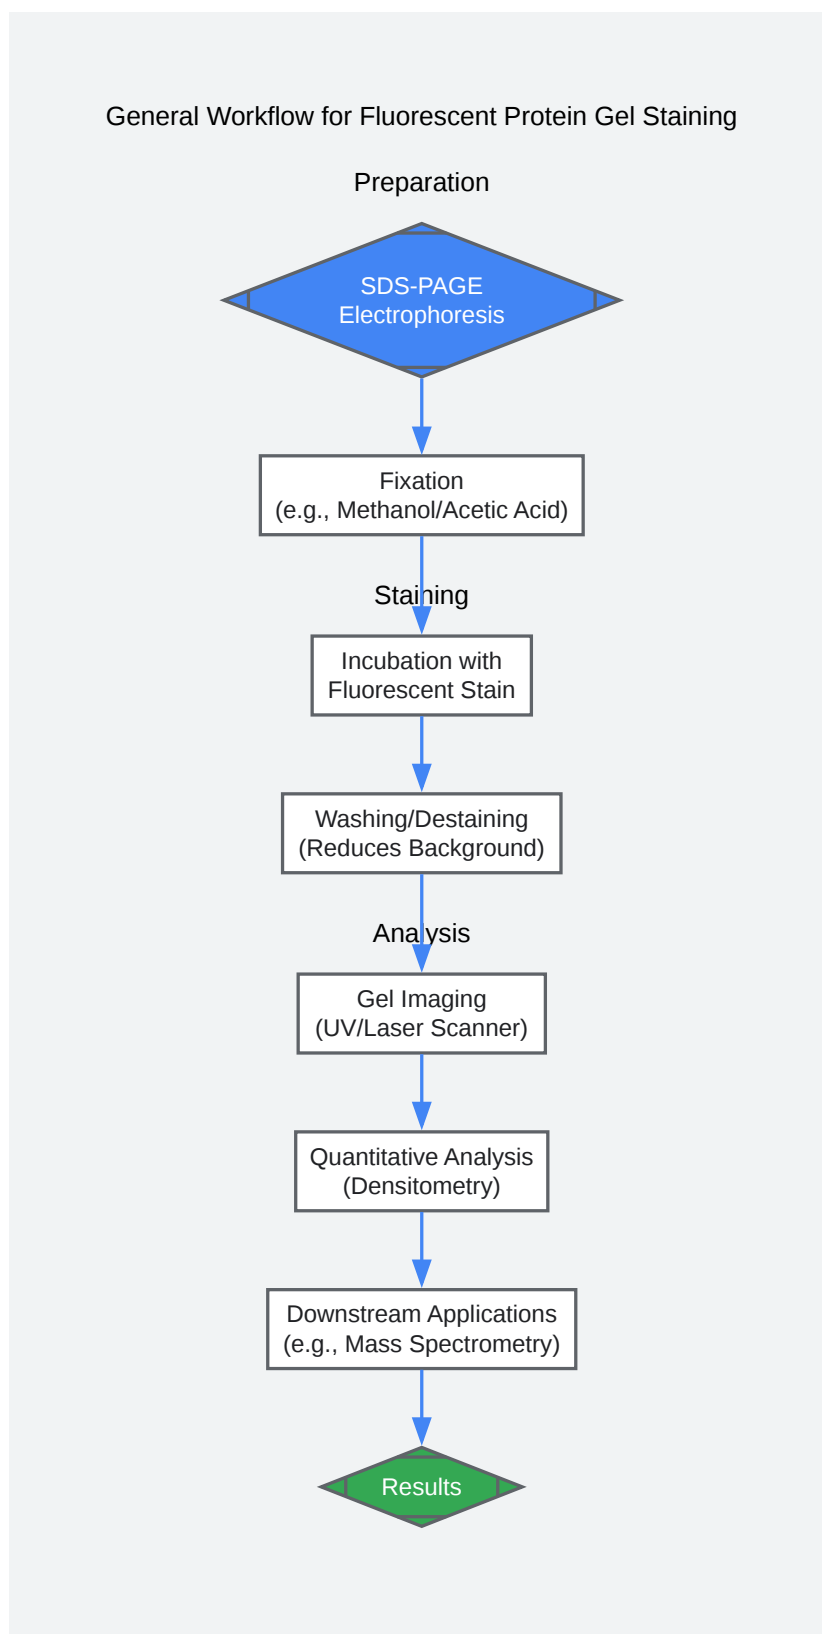 General Workflow for Fluorescent Protein Gel Staining
Preparation
SDS-PAGE
Electrophoresis
Fixation
(e.g., Methanol/Acetic Acid)
Staining
Incubation with
Fluorescent Stain
Washing/Destaining
(Reduces Background)
Analysis
Gel Imaging
(UV/Laser Scanner)
Quantitative Analysis
(Densitometry)
Downstream Applications
(e.g., Mass Spectrometry)
Results